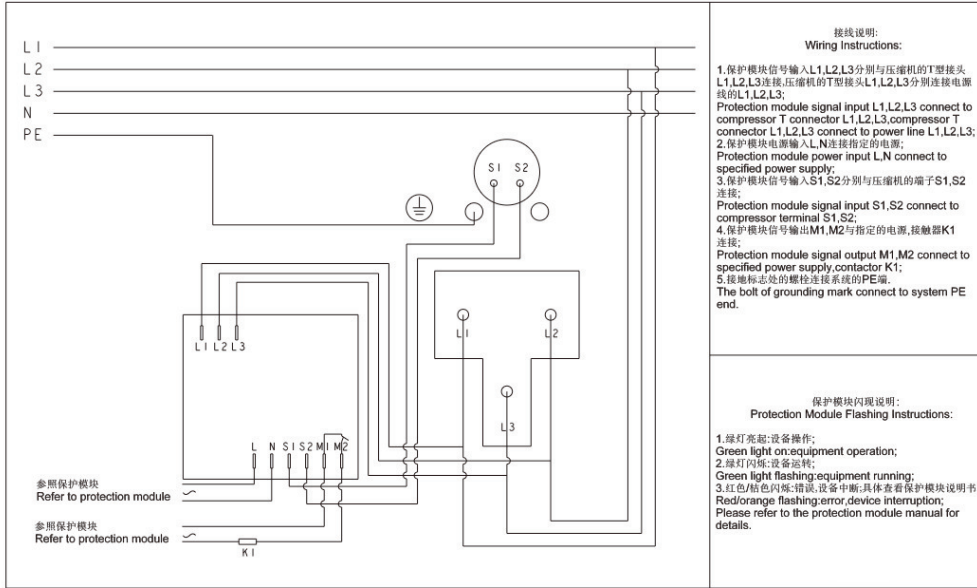 L1
L2
L3
N
PE
S1 S2
L1 L2
L3
L1 L2 L3
L N S1 S2 M1 M2
参照保护模块
Refer to protection module
参照保护模块
Refer to protection module
K1
接线说明:
Wiring Instructions:
1.保护模块信号输入L1,L2,L3分别与压缩机的T型接头
L1,L2,L3连接,压缩机的T型接头L1,L2,L3分别连接电源
线的L1,L2,L3;
Protection module signal input L1,L2,L3 connect to
compressor T connector L1,L2,L3,compressor T
connector L1,L2,L3 connect to power line L1,L2,L3;
2.保护模块电源输入L,N连接指定的电源;
Protection module power input L,N connect to
specified power supply;
3.保护模块信号输入S1,S2分别与压缩机的端子S1,S2
连接;
Protection module signal input S1,S2 connect to
compressor terminal S1,S2;
4.保护模块信号输出M1,M2与指定的电源,接触器K1
连接;
Protection module signal output M1,M2 connect to
specified power supply,contactor K1;
5.接地标志处的螺栓连接系统的PE端.
The bolt of grounding mark connect to system PE
end.
保护模块闪现说明:
Protection Module Flashing Instructions:
1.绿灯亮起:设备操作;
Green light on:equipment operation;
2.绿灯闪烁:设备运转;
Green light flashing:equipment running;
3.红色/桔色闪烁:错误,设备中断;具体查看保护模块说明书
Red/orange flashing:error,device interruption;
Please refer to the protection module manual for
details.